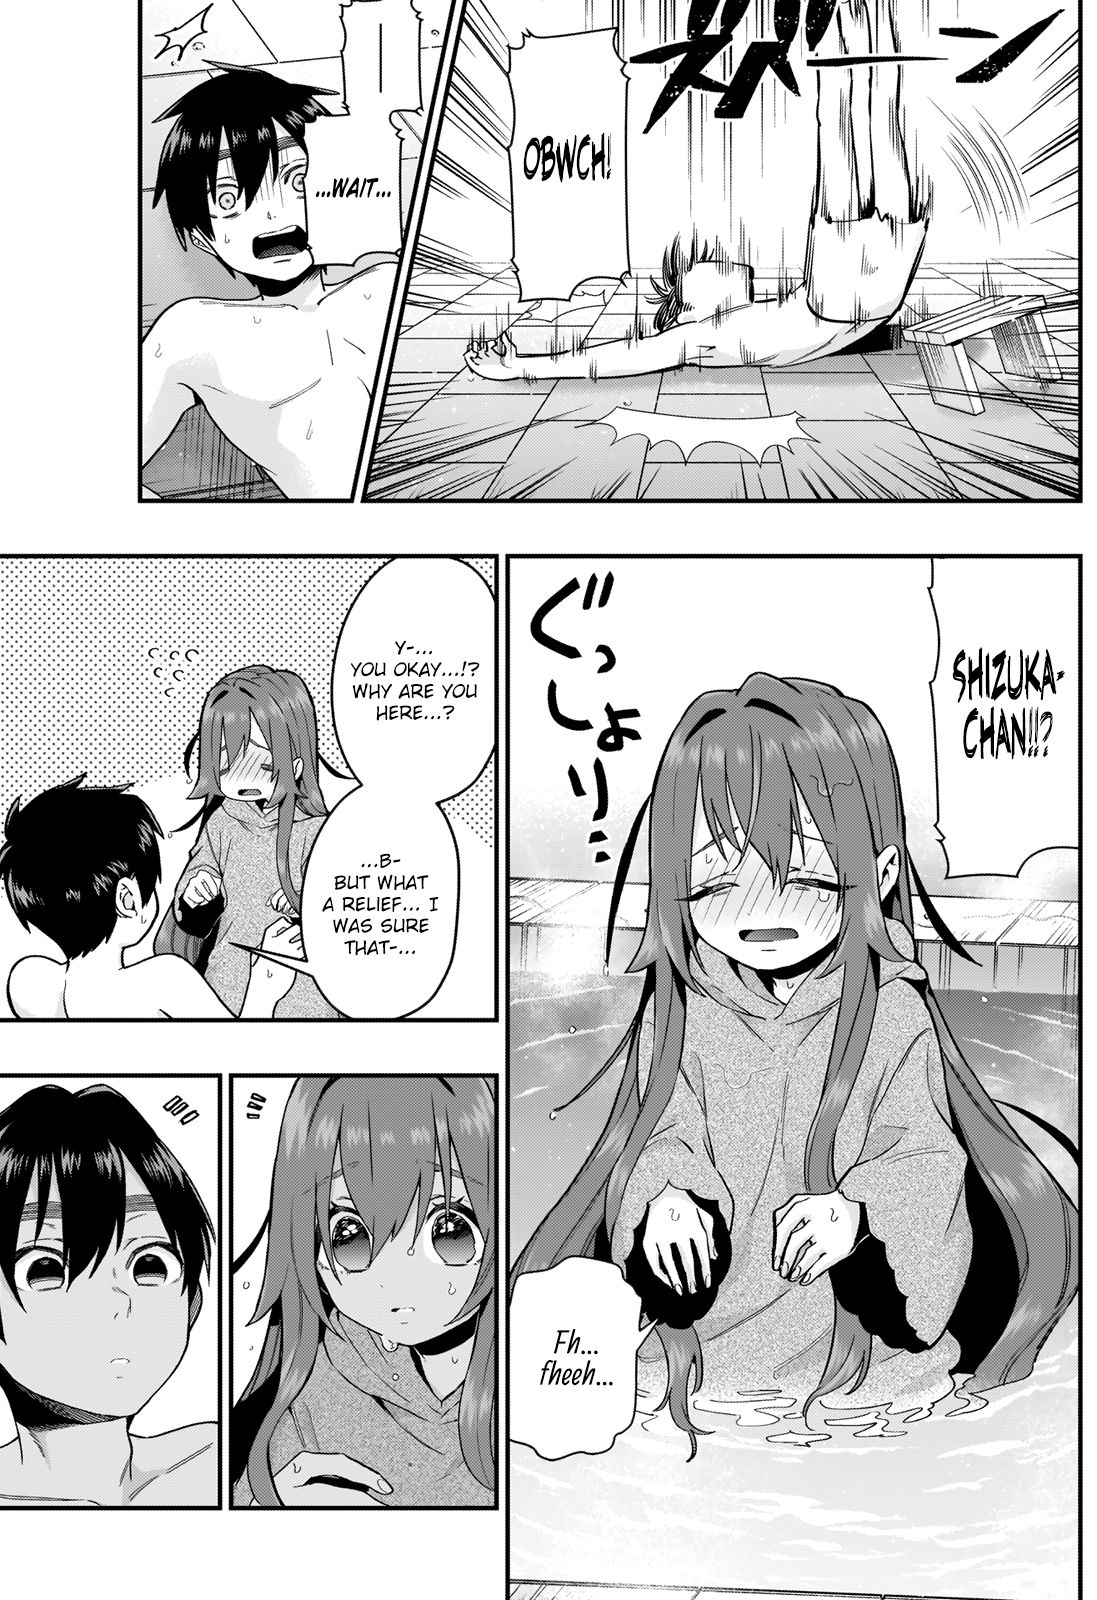 ズバーン
OBWCH!
...WAIT...
SHIZUKA-
CHAN!!?
ぐっしょり...
Fh...
fheeh...
Y-...
YOU OKAY...!?
WHY ARE YOU
HERE...?
...B-
BUT WHAT
A RELIEF... I
WAS SURE
THAT-...